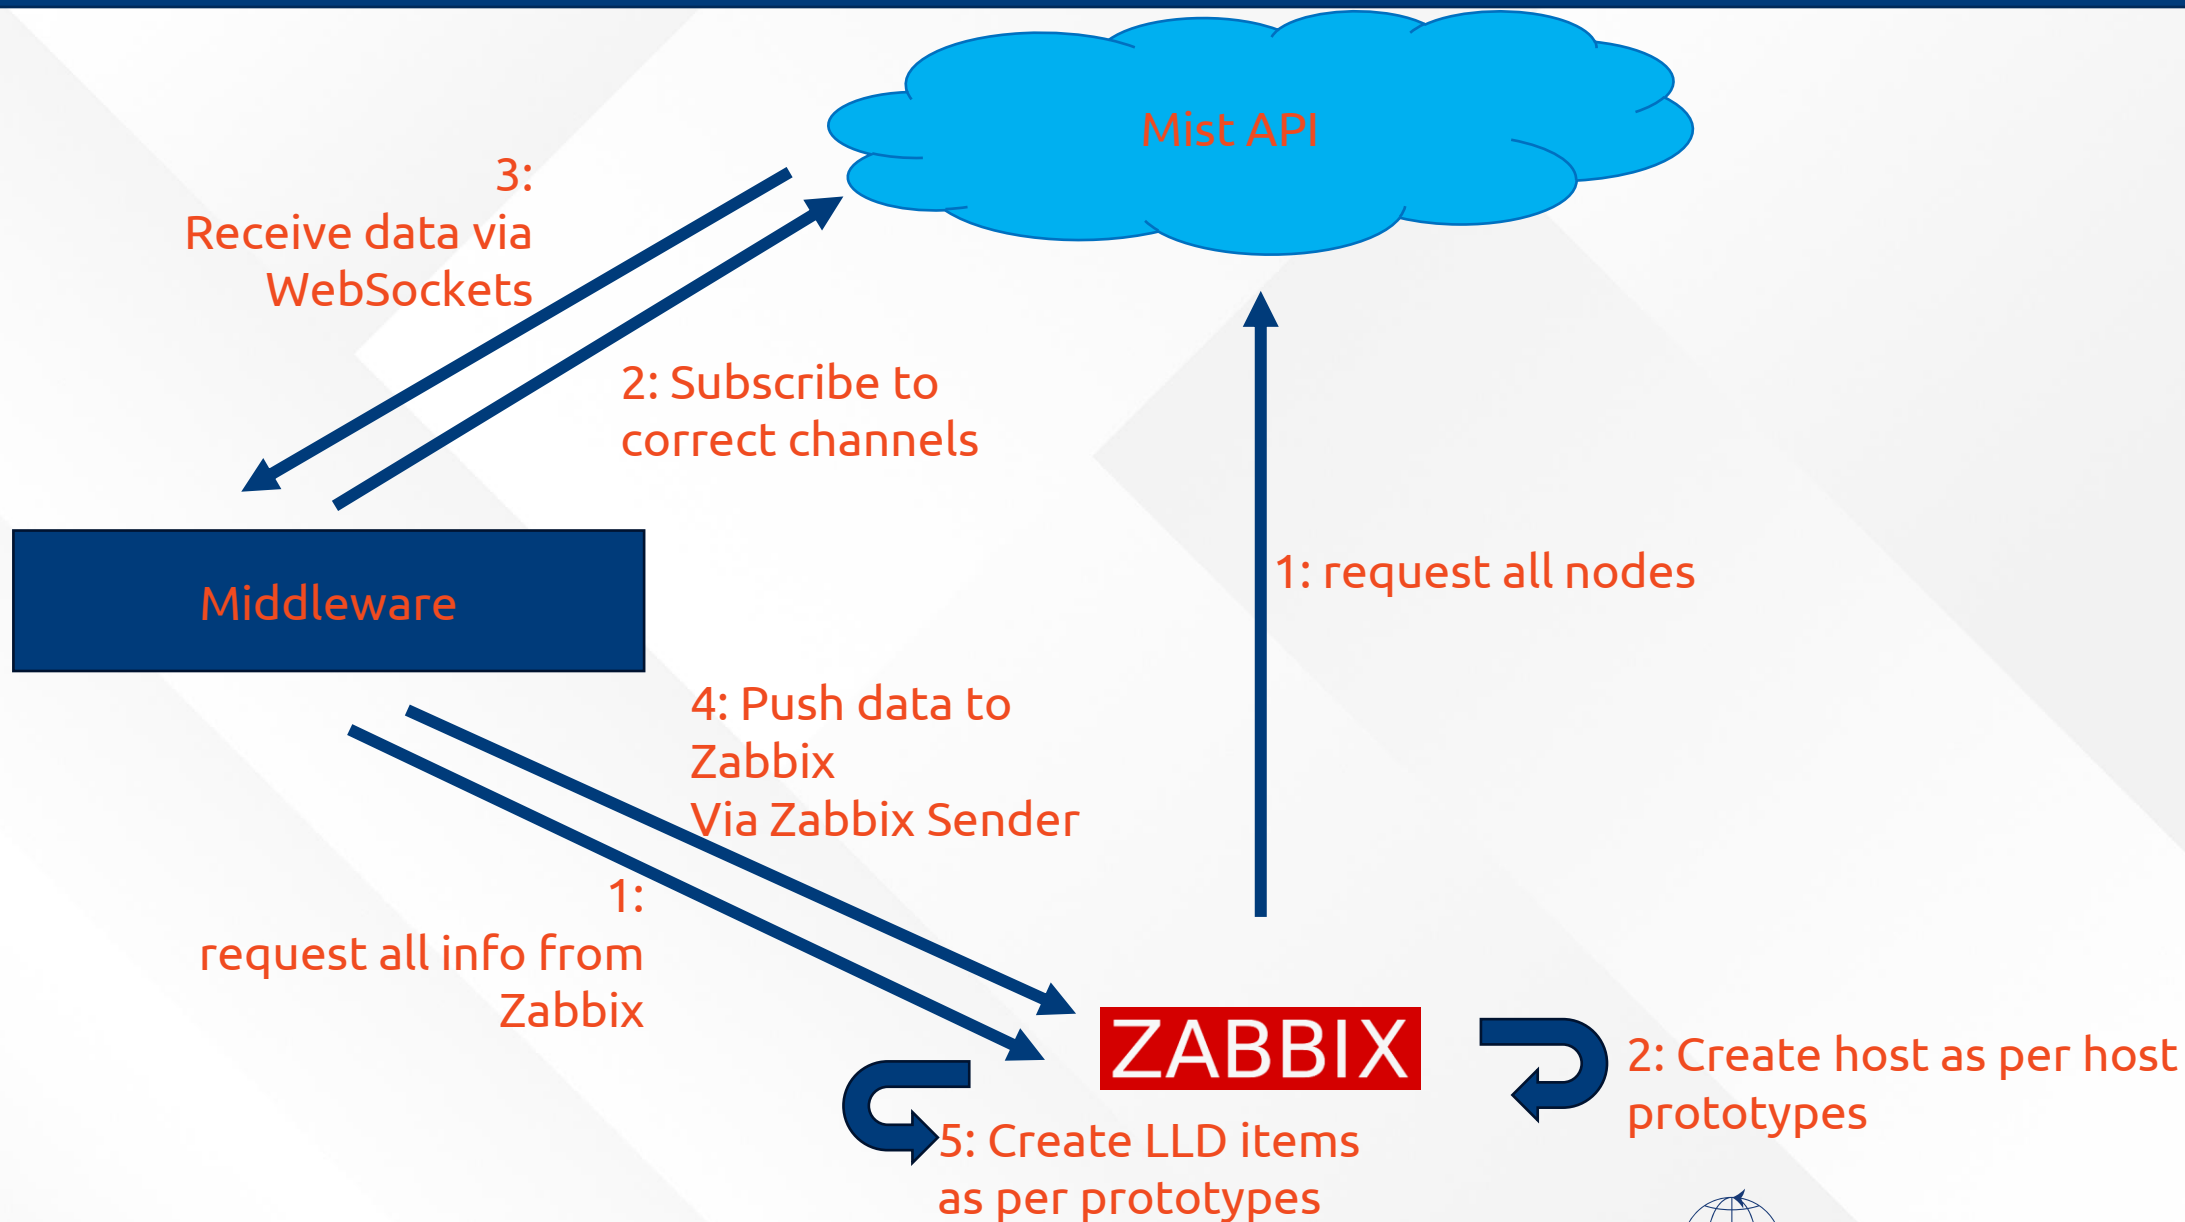 Mist API
3:
Receive data via
WebSockets
2: Subscribe to
correct channels
1: request all nodes
Middleware
4: Push data to
Zabbix
Via Zabbix Sender
1:
request all info from
Zabbix
ZABBIX
2: Create host as per host
prototypes
5: Create LLD items
as per prototypes